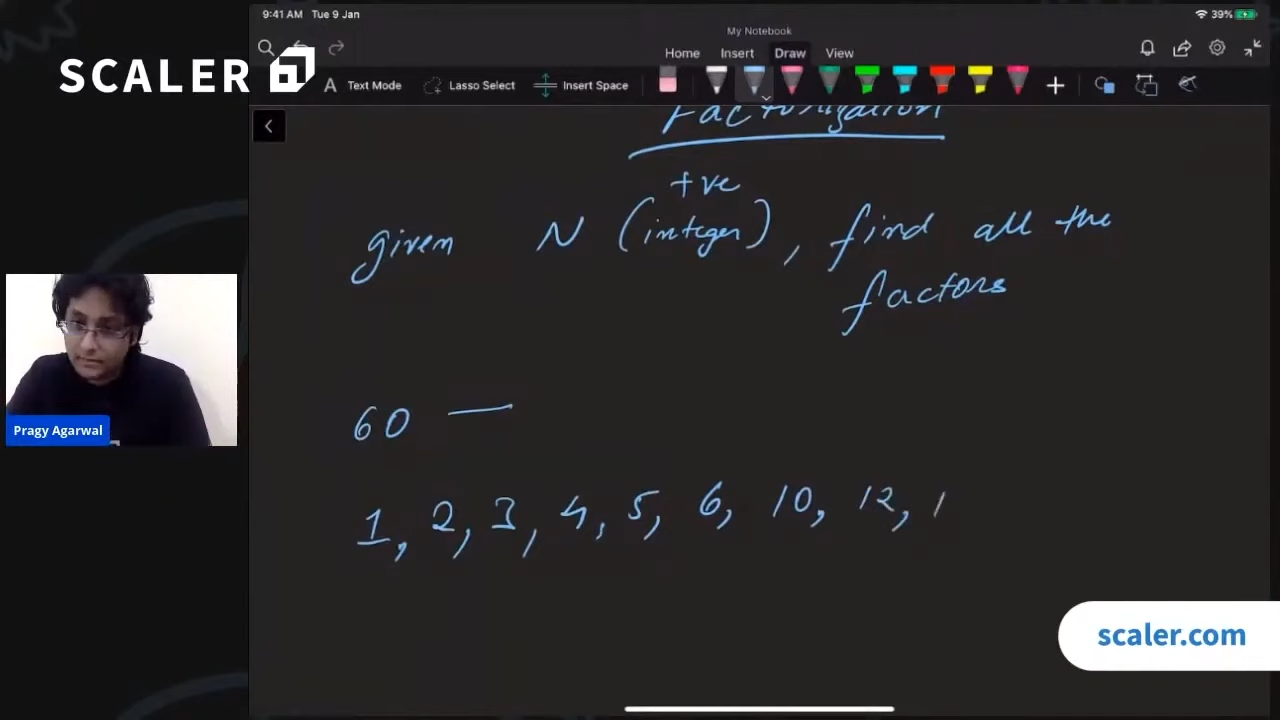 9:41 AM Tue 9 Jan
39%
My Notebook
Home Insert Draw View
SCALER
A Text Mode Lasso Select Insert Space
Factorization
+ve
given N (integer), find all the
factors
60 —
1, 2, 3, 4, 5, 6, 10, 12, 1
Pragy Agarwal
scaler.com